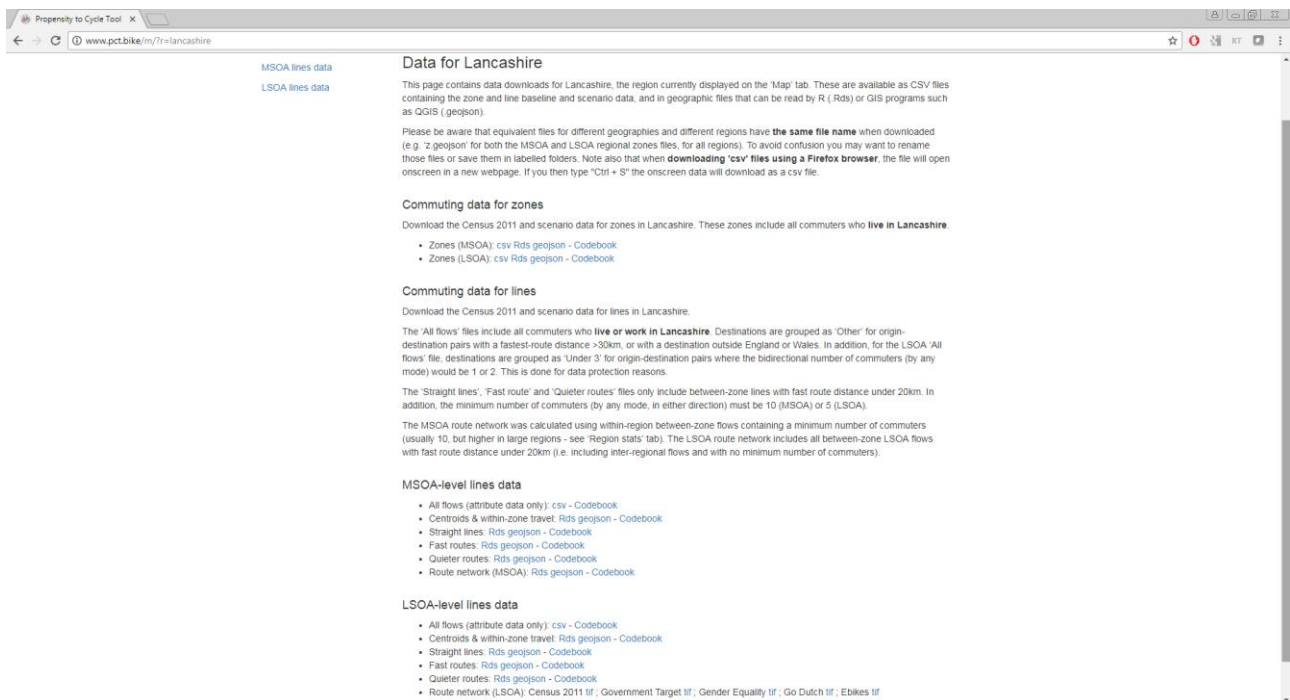 Propensity to Cycle Tool
www.pct.bike/m/?r=lancashire
MSOA lines data
LSOA lines data
Data for Lancashire
This page contains data downloads for Lancashire, the region currently displayed on the 'Map' tab. These are available as CSV files
containing the zone and line baseline and scenario data, and in geographic files that can be read by R (.Rds) or GIS programs such
as QGIS (.geojson).
Please be aware that equivalent files for different geographies and different regions have the same file name when downloaded
(e.g. 'z.geojson' for both the MSOA and LSOA regional zones files, for all regions). To avoid confusion you may want to rename
those files or save them in labelled folders. Note also that when downloading 'csv' files using a Firefox browser, the file will open
onscreen in a new webpage. If you then type "Ctrl + S" the onscreen data will download as a csv file.
Commuting data for zones
Download the Census 2011 and scenario data for zones in Lancashire. These zones include all commuters who live in Lancashire.
• Zones (MSOA): csv Rds geojson - Codebook
• Zones (LSOA): csv Rds geojson - Codebook
Commuting data for lines
Download the Census 2011 and scenario data for lines in Lancashire.
The 'All flows' files include all commuters who live or work in Lancashire. Destinations are grouped as 'Other' for origin-
destination pairs with a fastest-route distance >30km, or with a destination outside England or Wales. In addition, for the LSOA 'All
flows' file, destinations are grouped as 'Under 3' for origin-destination pairs where the bidirectional number of commuters (by any
mode) would be 1 or 2. This is done for data protection reasons.
The 'Straight lines', 'Fast route' and 'Quieter routes' files only include between-zone lines with fast route distance under 20km. In
addition, the minimum number of commuters (by any mode, in either direction) must be 10 (MSOA) or 5 (LSOA).
The MSOA route network was calculated using within-region between-zone flows containing a minimum number of commuters
(usually 10, but higher in large regions - see 'Region stats' tab). The LSOA route network includes all between-zone LSOA flows
with fast route distance under 20km (i.e. including inter-regional flows and with no minimum number of commuters).
MSOA-level lines data
• All flows (attribute data only): csv - Codebook
• Centroids & within-zone travel: Rds geojson - Codebook
• Straight lines: Rds geojson - Codebook
• Fast routes: Rds geojson - Codebook
• Quieter routes: Rds geojson - Codebook
• Route network (MSOA): Rds geojson - Codebook
LSOA-level lines data
• All flows (attribute data only): csv - Codebook
• Centroids & within-zone travel: Rds geojson - Codebook
• Straight lines: Rds geojson - Codebook
• Fast routes: Rds geojson - Codebook
• Quieter routes: Rds geojson - Codebook
• Route network (LSOA): Census 2011 tif ; Government Target tif ; Gender Equality tif ; Go Dutch tif ; Ebikes tif